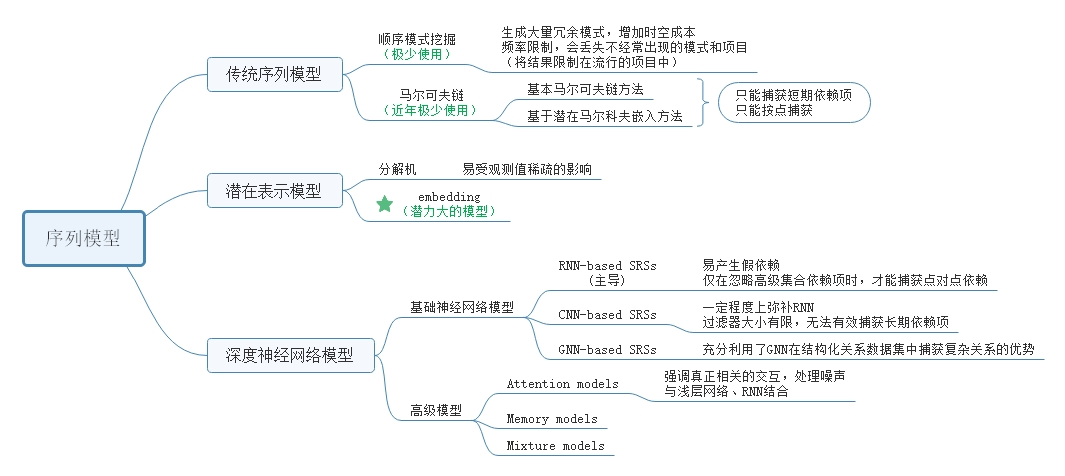 序列模型
传统序列模型
顺序模式挖掘
（极少使用）
生成大量冗余模式，增加时空成本
频率限制，会丢失不经常出现的模式和项目
（将结果限制在流行的项目中）
马尔可夫链
（近年极少使用）
基本马尔可夫链方法
基于潜在马尔科夫嵌入方法
只能捕获短期依赖项
只能按点捕获
潜在表示模型
分解机
易受观测值稀疏的影响
embedding
（潜力大的模型）
深度神经网络模型
基础神经网络模型
RNN-based SRSs
(主导)
易产生假依赖
仅在忽略高级集合依赖项时，才能捕获点对点依赖
CNN-based SRSs
一定程度上弥补RNN
过滤器大小有限，无法有效捕获长期依赖项
GNN-based SRSs
充分利用了GNN在结构化关系数据集中捕获复杂关系的优势
高级模型
Attention models
强调真正相关的交互，处理噪声
与浅层网络、RNN结合
Memory models
Mixture models